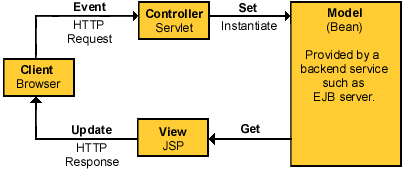 Event
HTTP
Request
Controller
Servlet
Set
Instantiate
Model
(Bean)
Provided by a
backend service
such as
EJB server.
Client
Browser
Update
HTTP
Response
View
JSP
Get